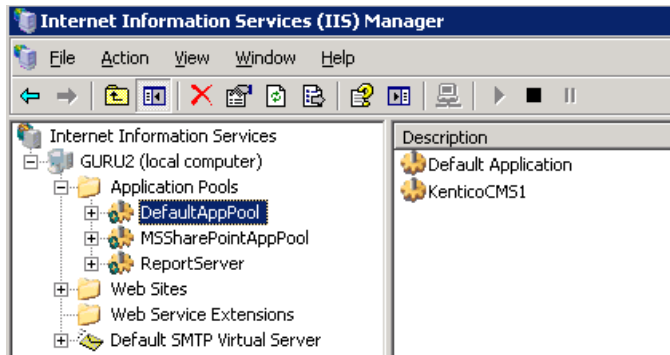 Internet Information Services (IIS) Manager
File Action View Window Help
Internet Information Services
GURU2 (local computer)
Application Pools
DefaultAppPool
MSSharePointAppPool
ReportServer
Web Sites
Web Service Extensions
Default SMTP Virtual Server
Description
Default Application
KenticoCMS1